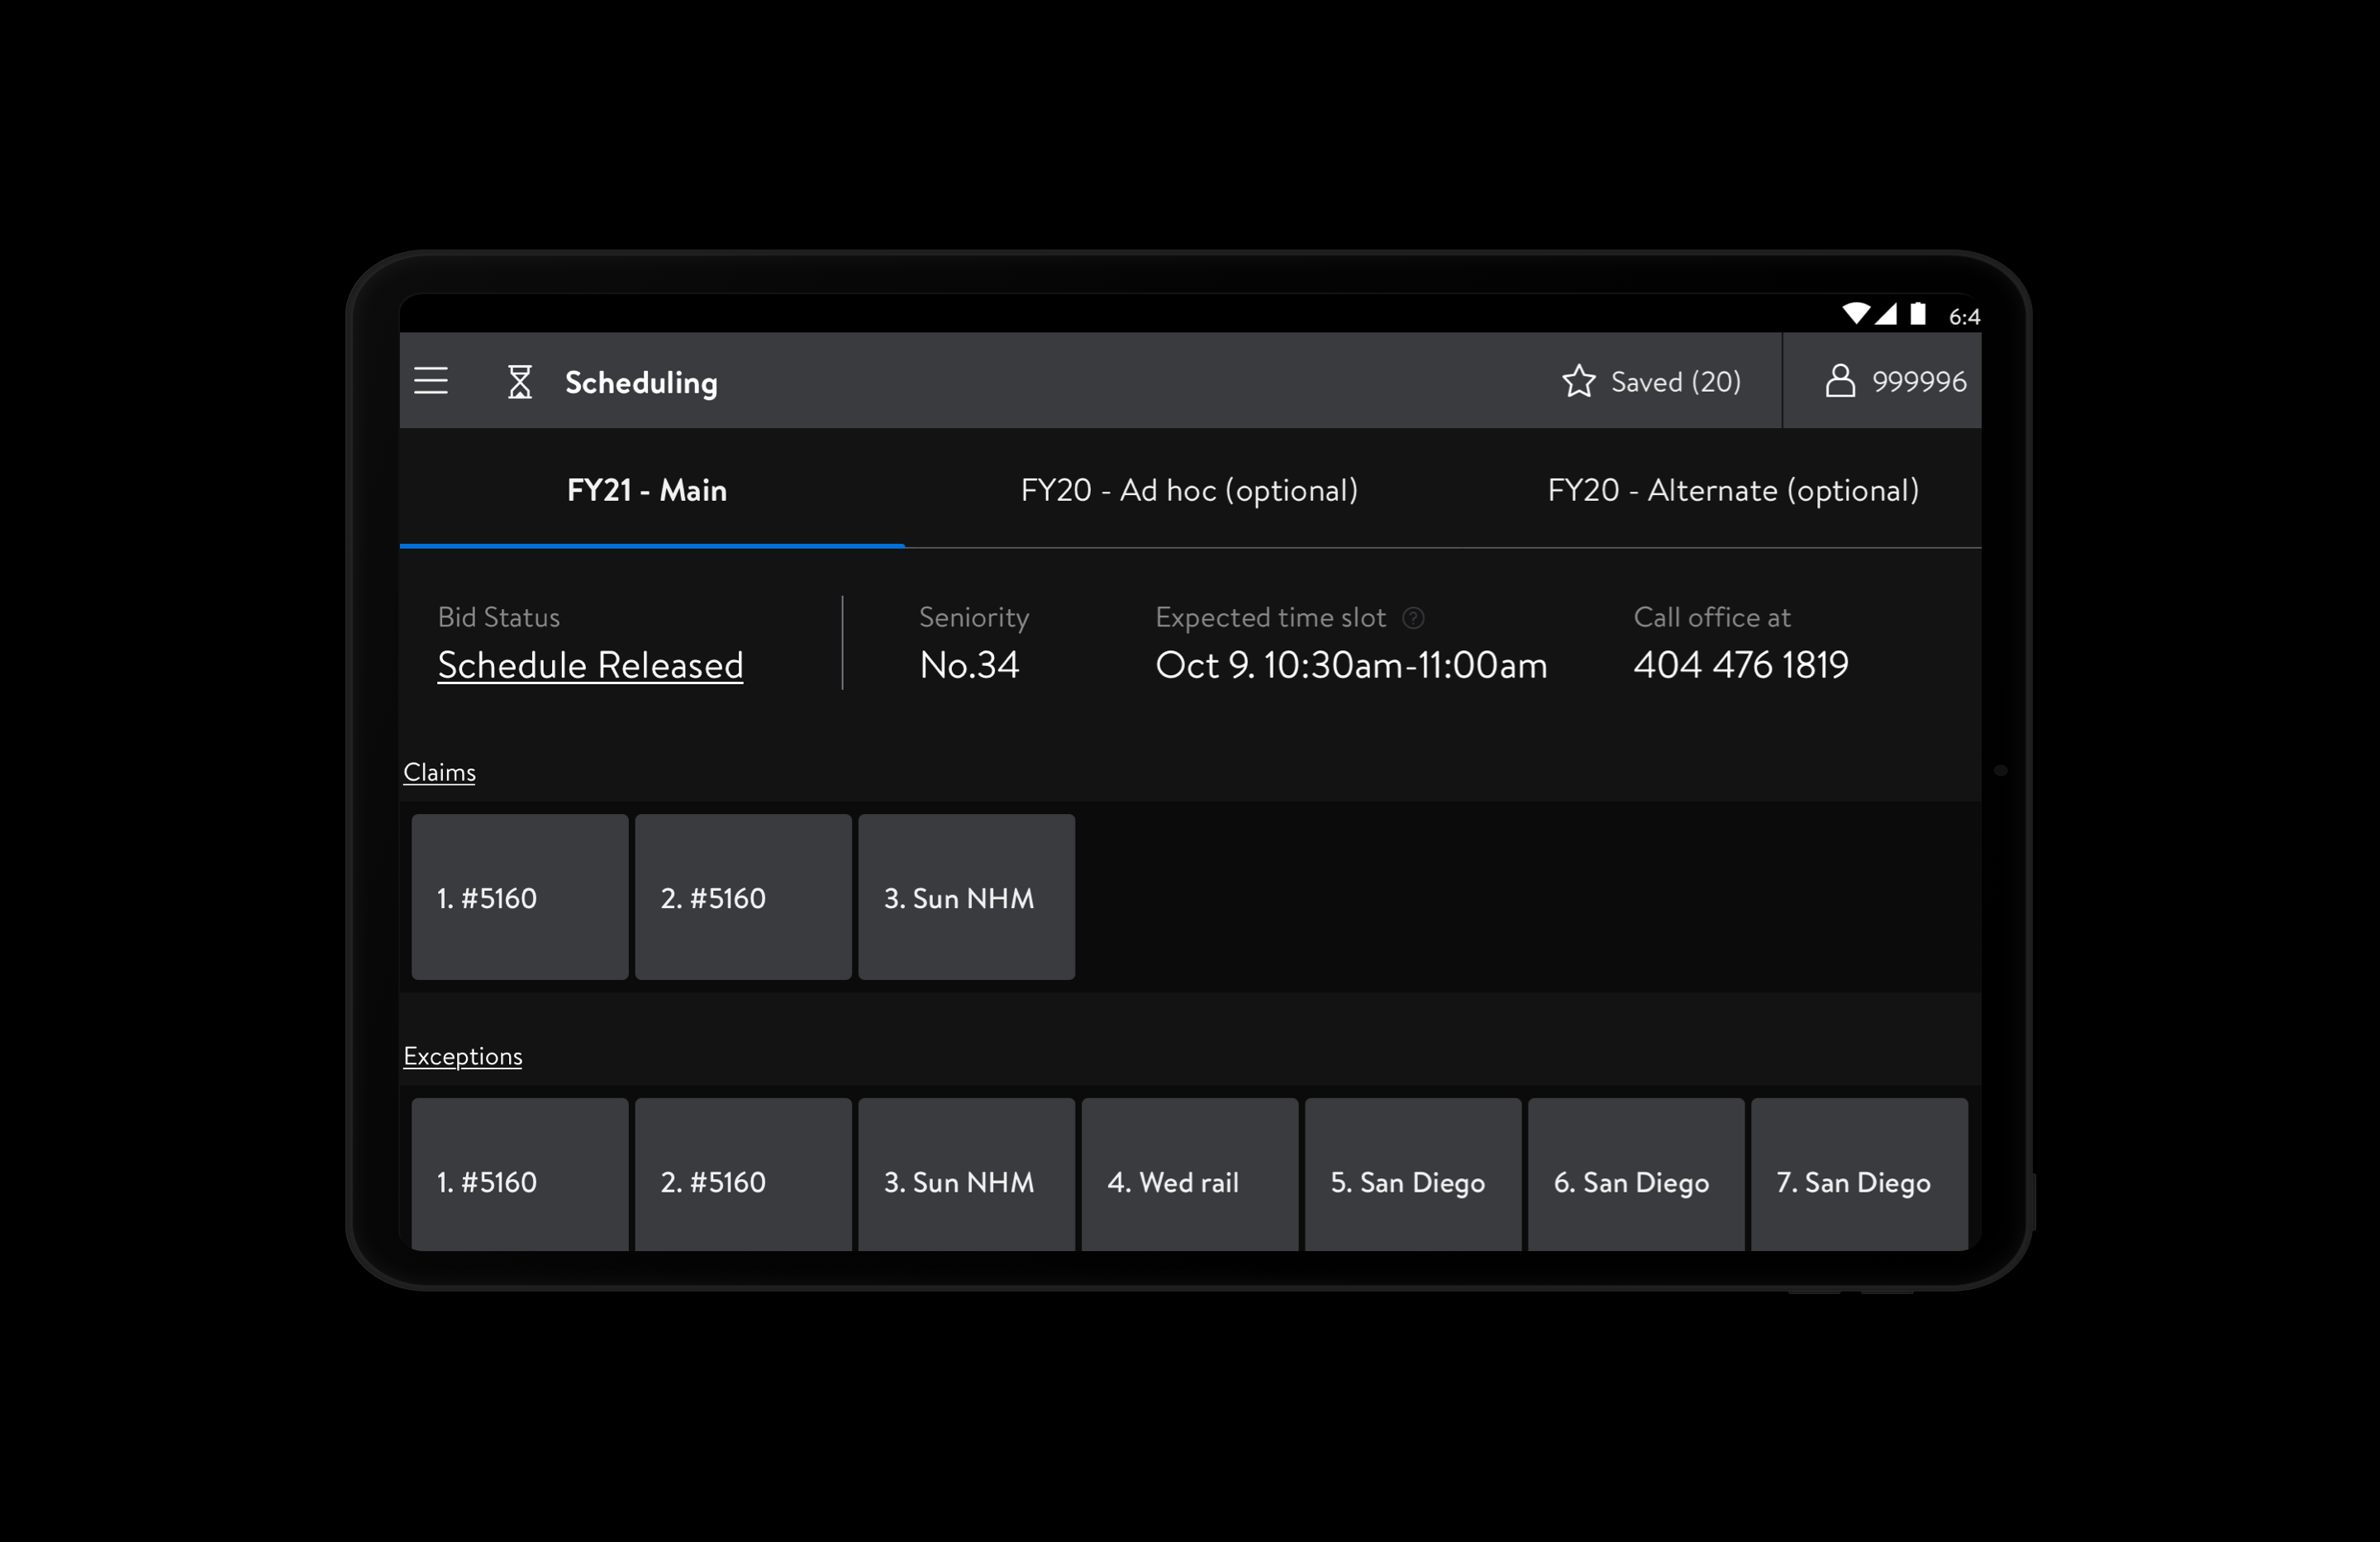 6:4
Scheduling
Saved (20)
999996
FY21 - Main
FY20 - Ad hoc (optional)
FY20 - Alternate (optional)
Bid Status
Schedule Released
Seniority
No.34
Expected time slot ?
Oct 9. 10:30am-11:00am
Call office at
404 476 1819
Claims
1. #5160
2. #5160
3. Sun NHM
Exceptions
1. #5160
2. #5160
3. Sun NHM
4. Wed rail
5. San Diego
6. San Diego
7. San Diego